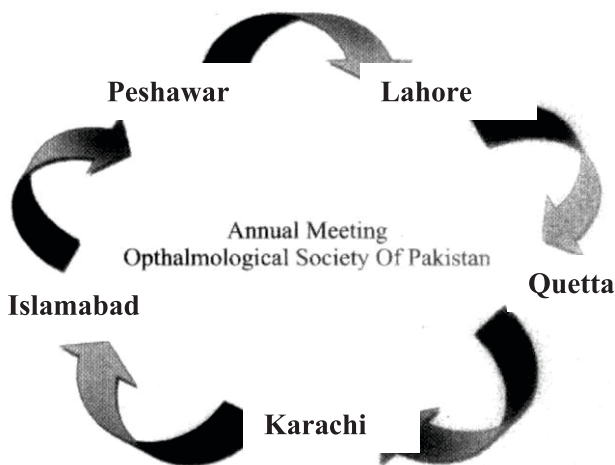 Peshawar
Lahore
Annual Meeting
Opthalmological Society Of Pakistan
Quetta
Islamabad
Karachi